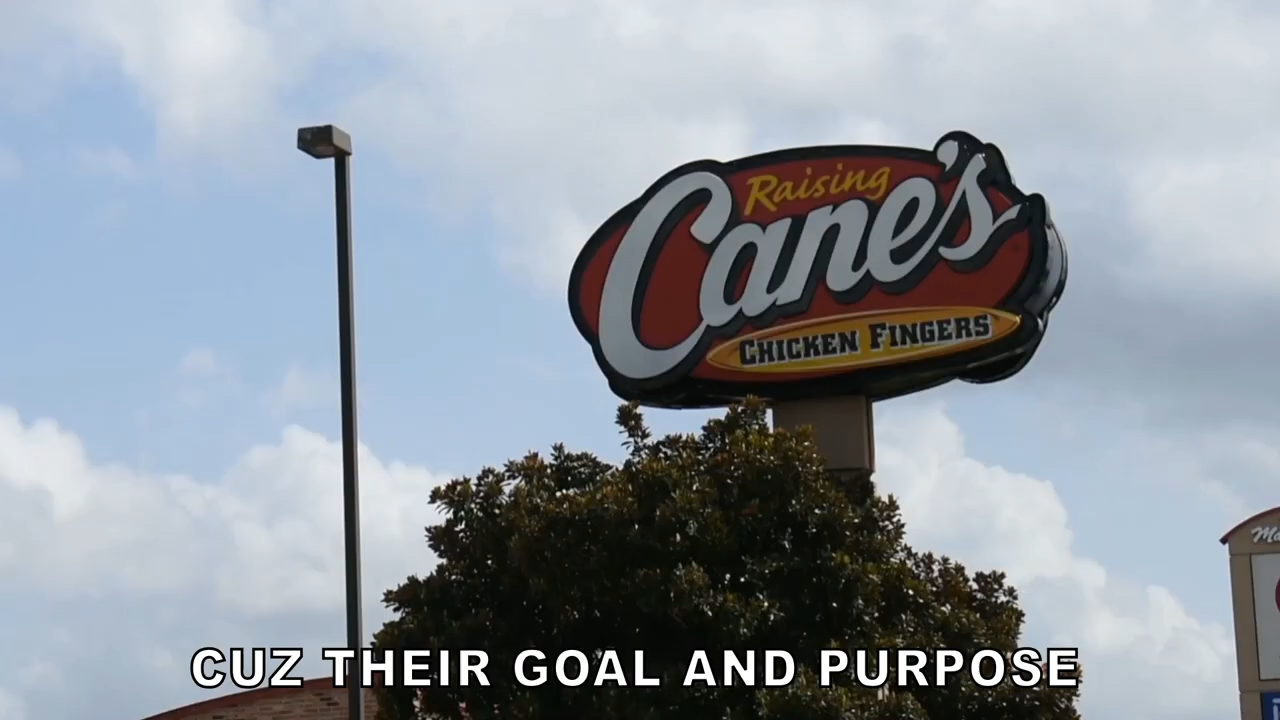 Raising
Cane's
CHICKEN FINGERS
CUZ THEIR GOAL AND PURPOSE